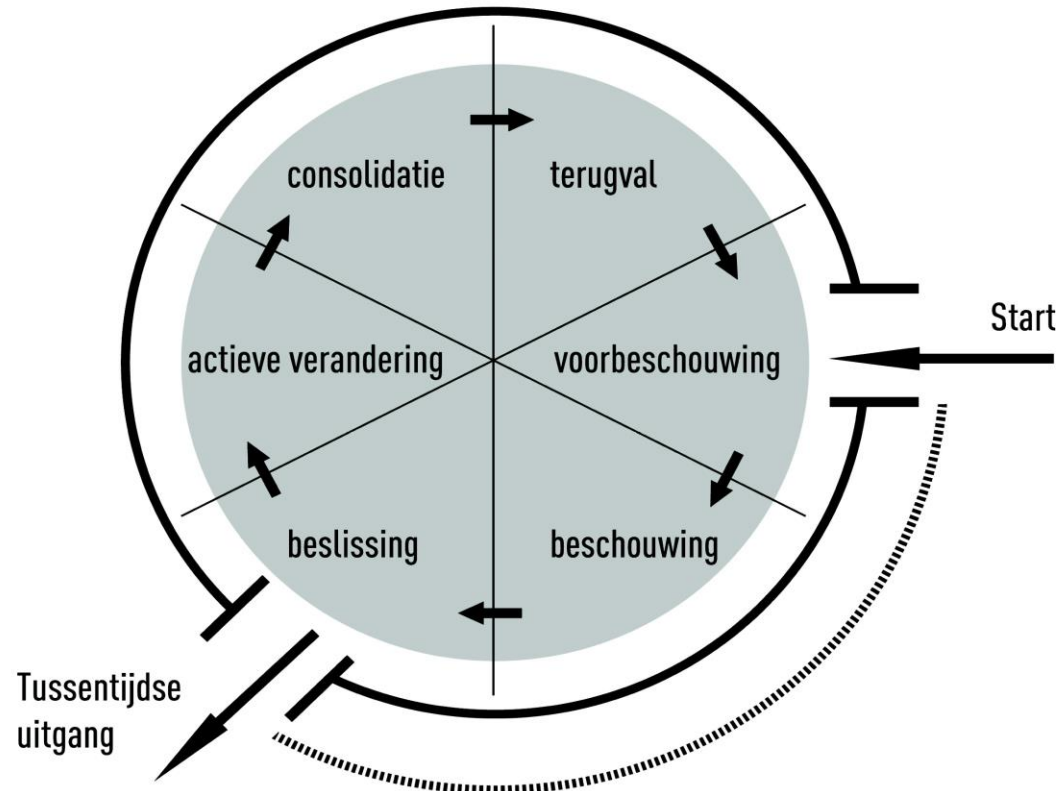 consolidatie
terugval
Start
actieve verandering
voorbeschouwing
beslissing
beschouwing
Tussentijdse
uitgang